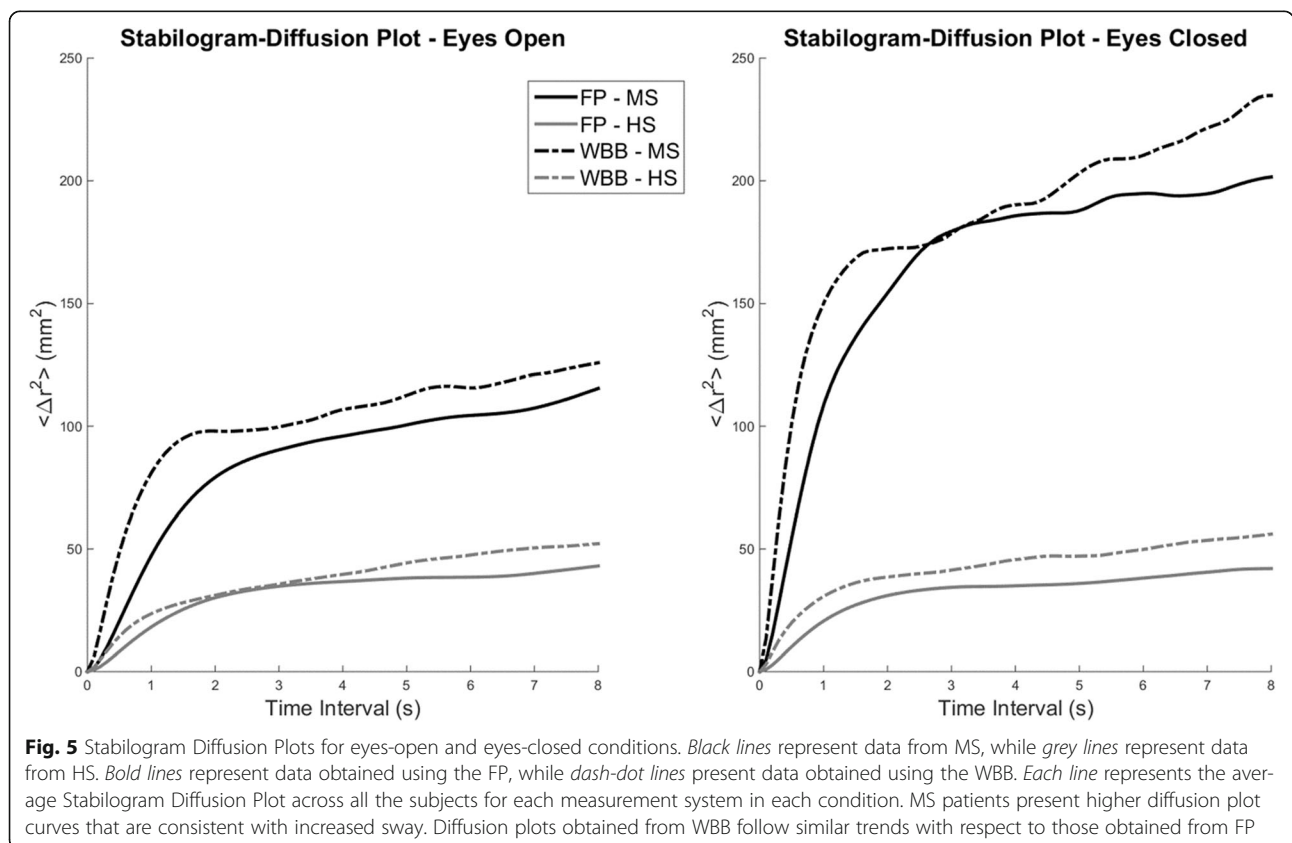 Stabilogram-Diffusion Plot - Eyes Open
250
200
150
100
50
0
<Δr²> (mm²)
0 1 2 3 4 5 6 7 8
Time Interval (s)
FP - MS
FP - HS
WBB - MS
WBB - HS
Stabilogram-Diffusion Plot - Eyes Closed
250
200
150
100
50
0
<Δr²> (mm²)
0 1 2 3 4 5 6 7 8
Time Interval (s)
Fig. 5 Stabilogram Diffusion Plots for eyes-open and eyes-closed conditions. Black lines represent data from MS, while grey lines represent data
from HS. Bold lines represent data obtained using the FP, while dash-dot lines present data obtained using the WBB. Each line represents the aver-
age Stabilogram Diffusion Plot across all the subjects for each measurement system in each condition. MS patients present higher diffusion plot
curves that are consistent with increased sway. Diffusion plots obtained from WBB follow similar trends with respect to those obtained from FP